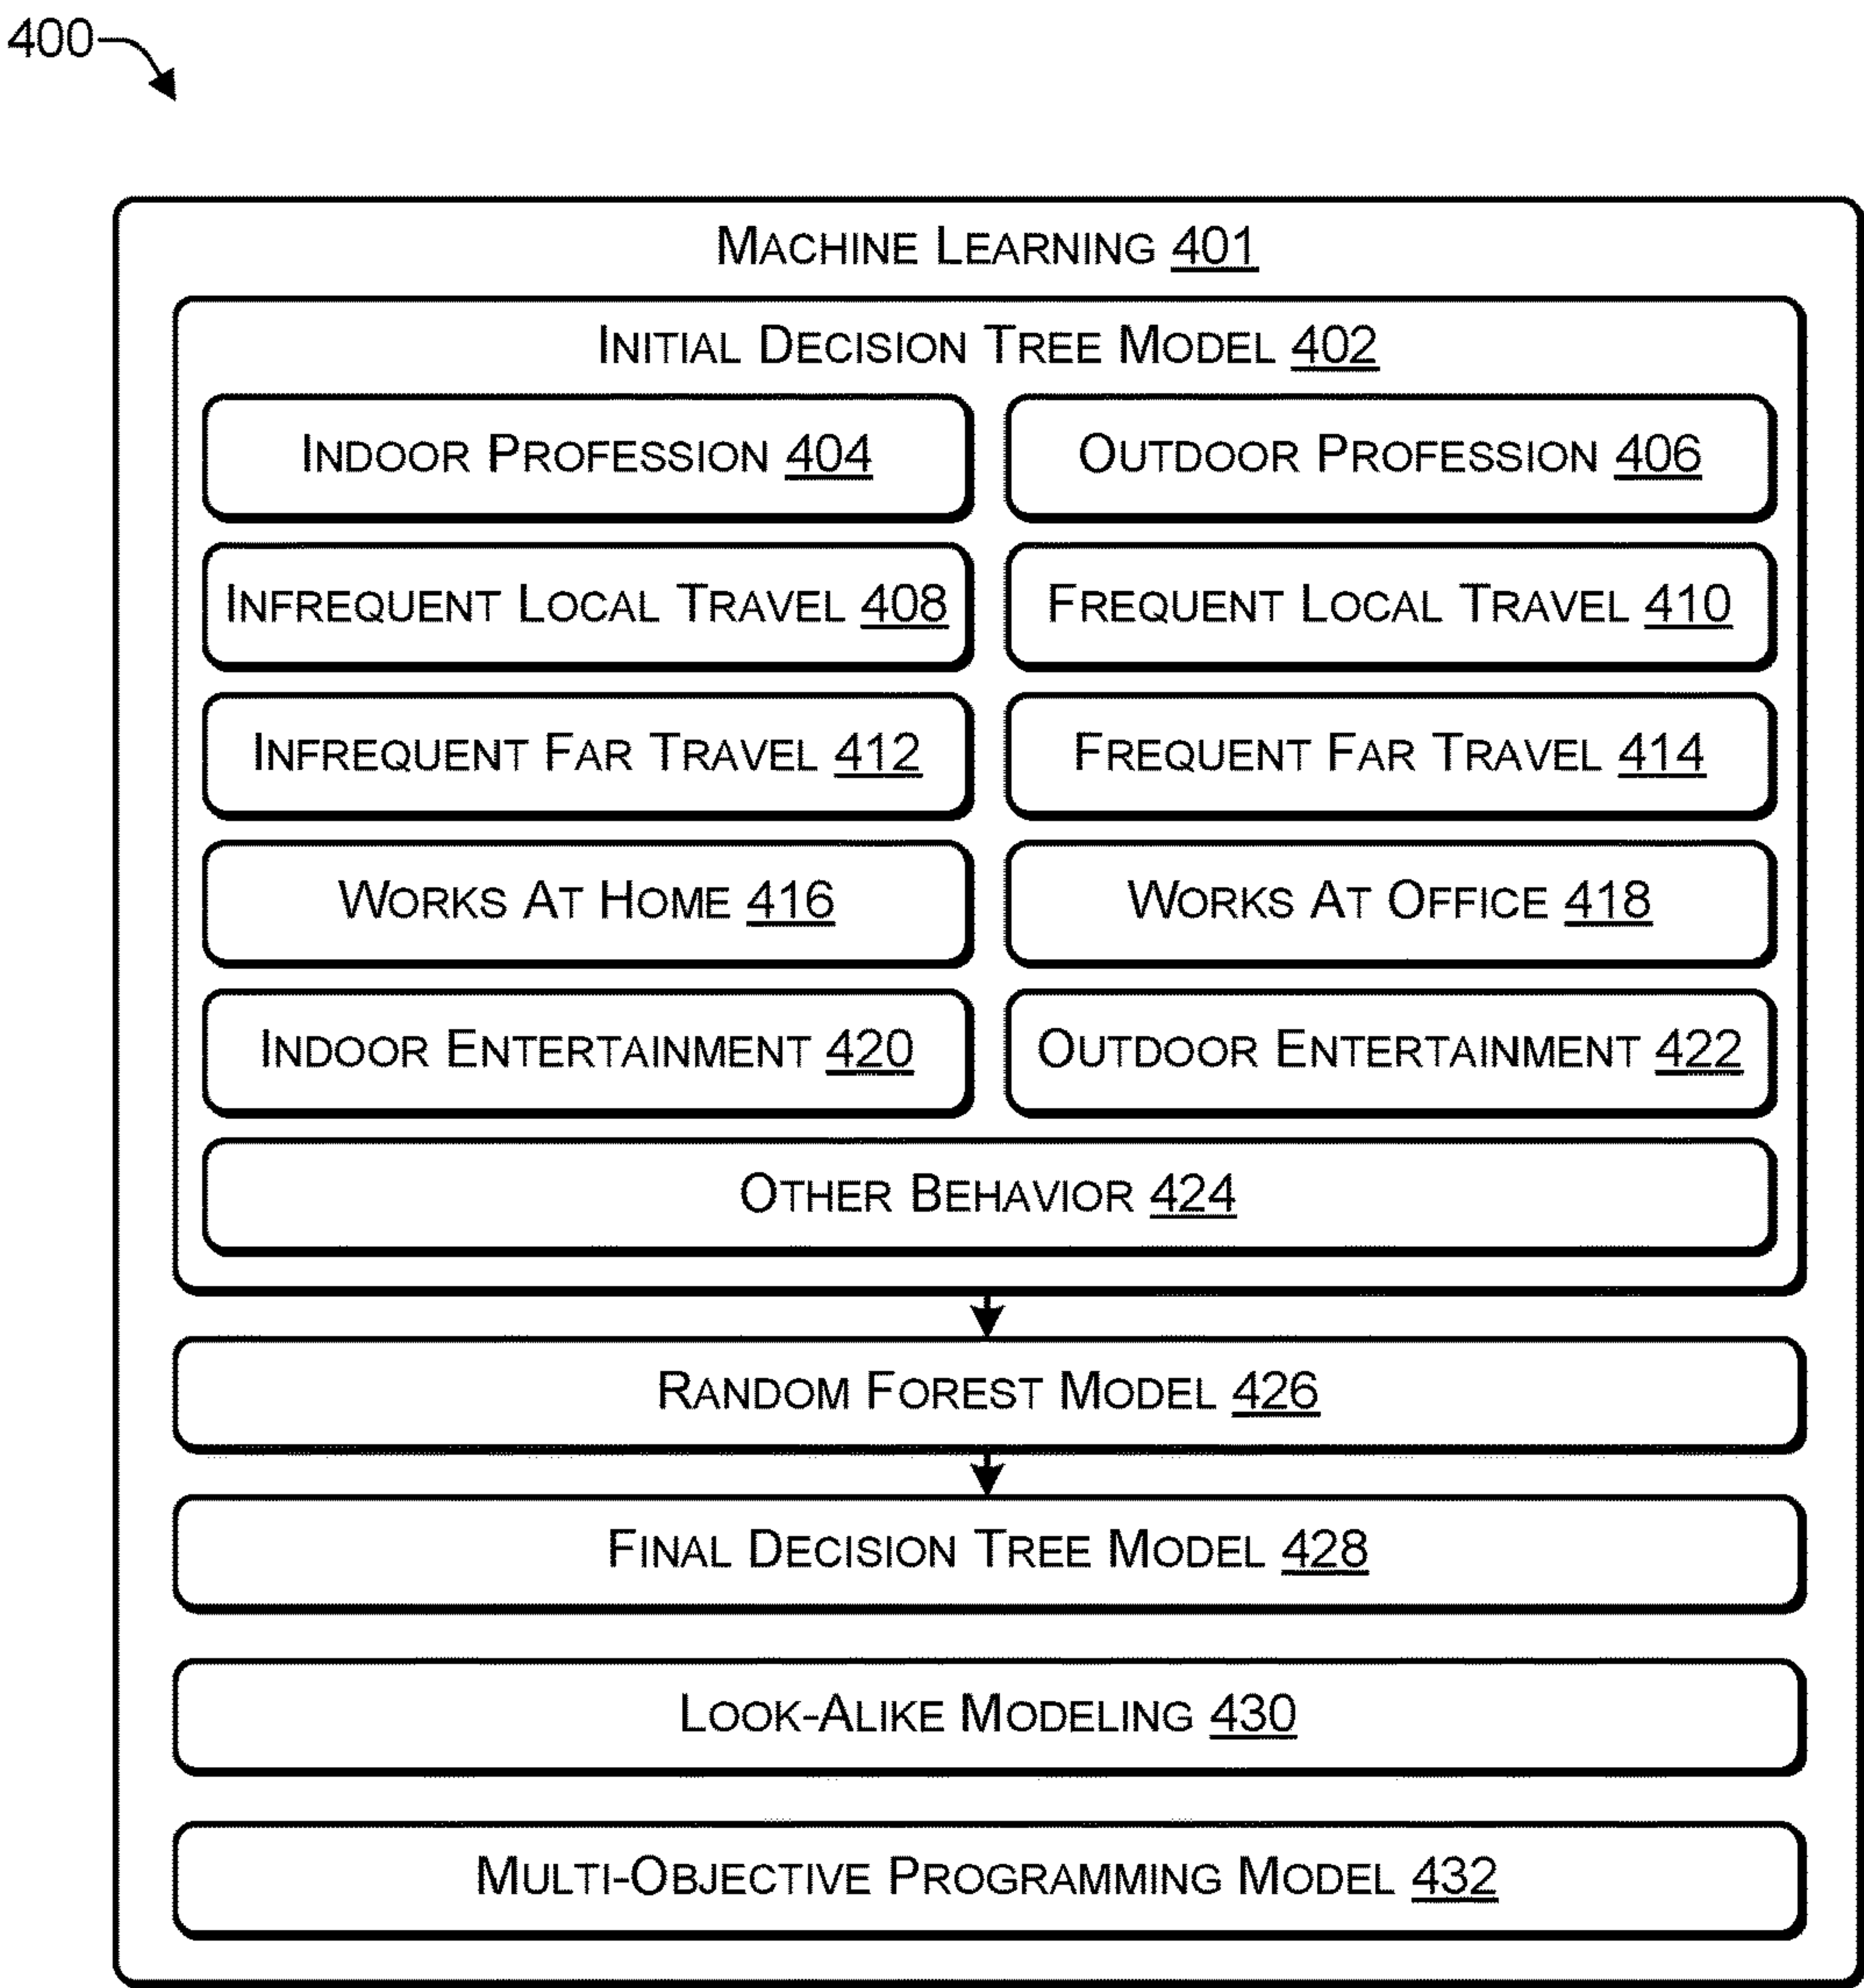 400
MACHINE LEARNING 401
INITIAL DECISION TREE MODEL 402
INDOOR PROFESSION 404
OUTDOOR PROFESSION 406
INFREQUENT LOCAL TRAVEL 408
FREQUENT LOCAL TRAVEL 410
INFREQUENT FAR TRAVEL 412
FREQUENT FAR TRAVEL 414
WORKS AT HOME 416
WORKS AT OFFICE 418
INDOOR ENTERTAINMENT 420
OUTDOOR ENTERTAINMENT 422
OTHER BEHAVIOR 424
RANDOM FOREST MODEL 426
FINAL DECISION TREE MODEL 428
LOOK-ALIKE MODELING 430
MULTI-OBJECTIVE PROGRAMMING MODEL 432